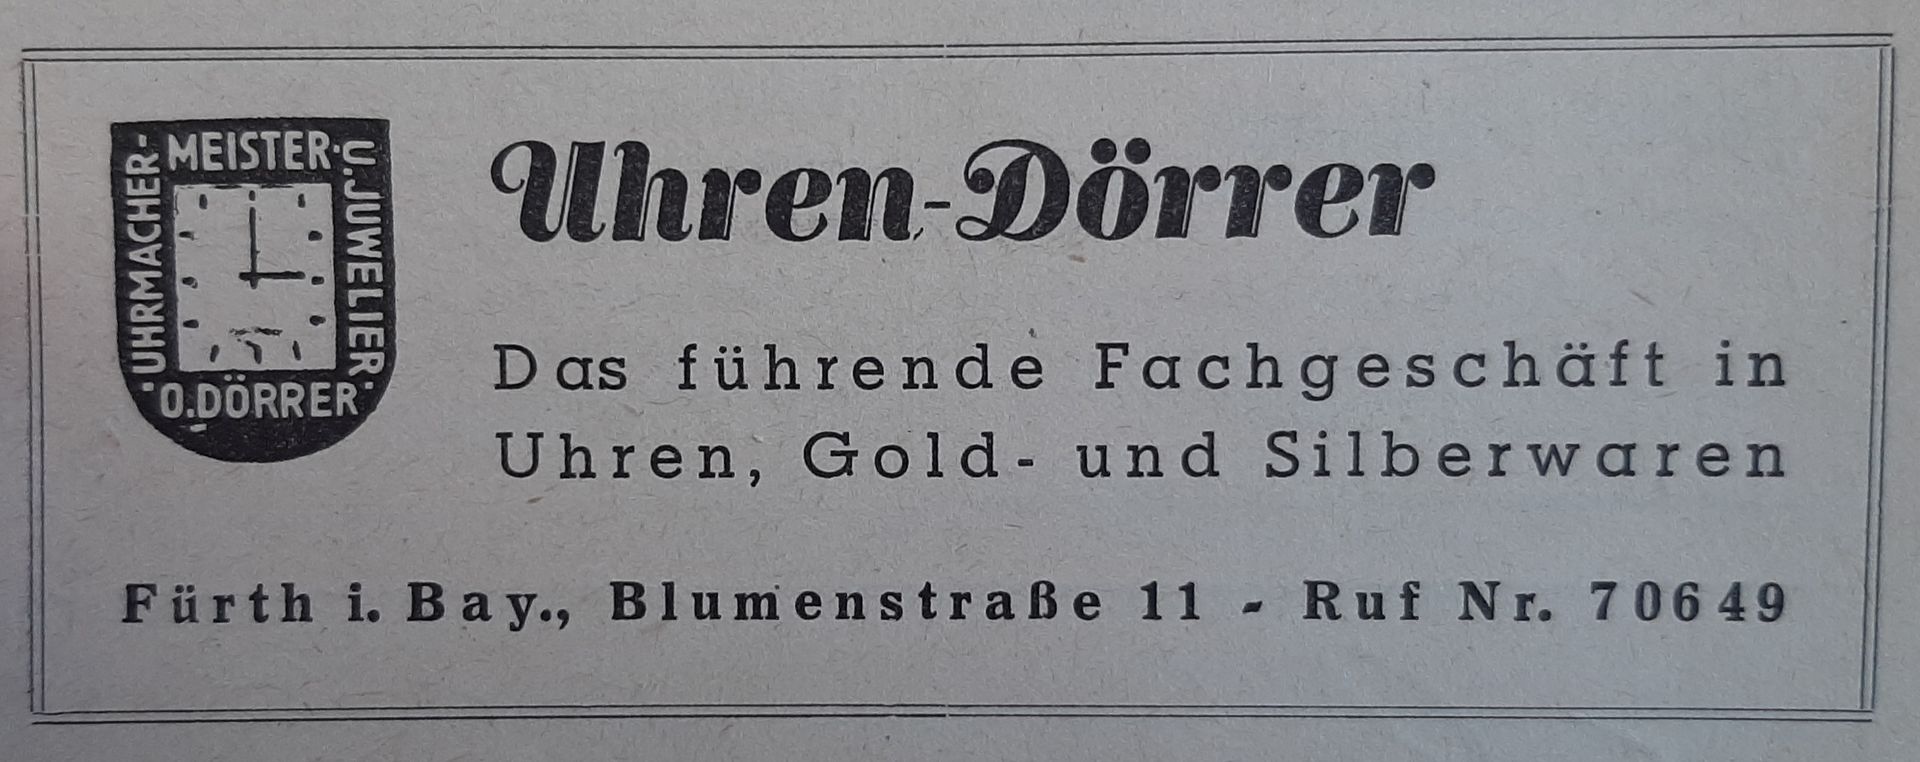 ·UHRMACHER-
MEISTER·
U.JUWELIER·
O.DÖRRER
Uhren-Dörrer
Das führende Fachgeschäft in
Uhren, Gold- und Silberwaren
Fürth i. Bay., Blumenstraße 11 - Ruf Nr. 70649